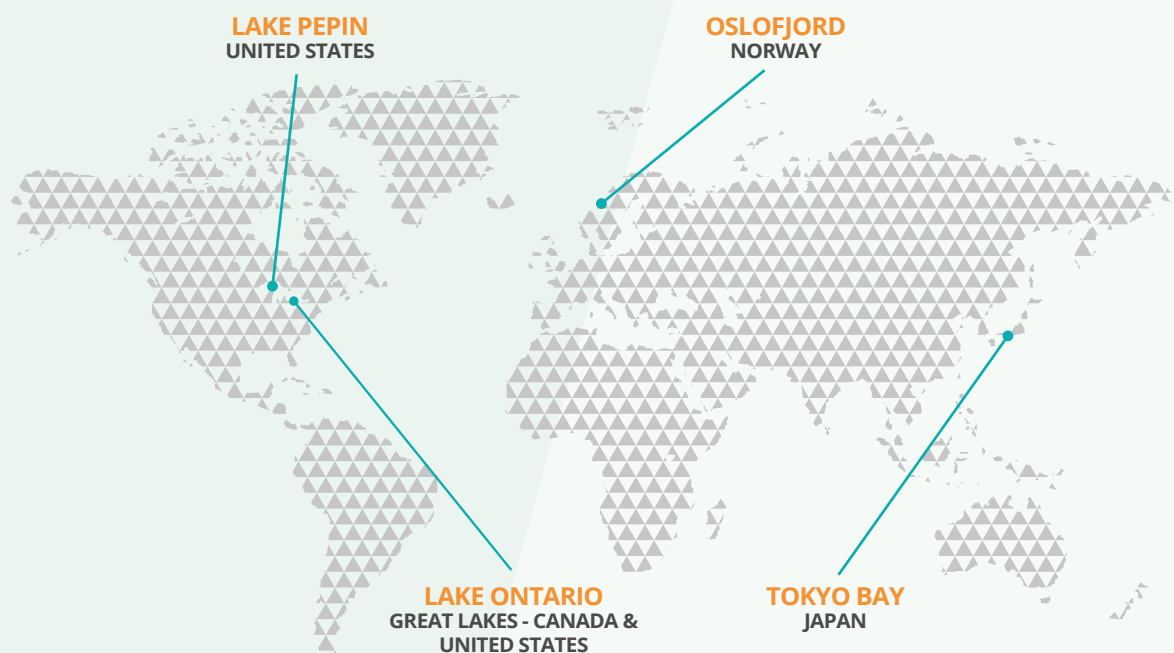 LAKE PEPIN
UNITED STATES
OSLOFJORD
NORWAY
LAKE ONTARIO
GREAT LAKES - CANADA &
UNITED STATES
TOKYO BAY
JAPAN